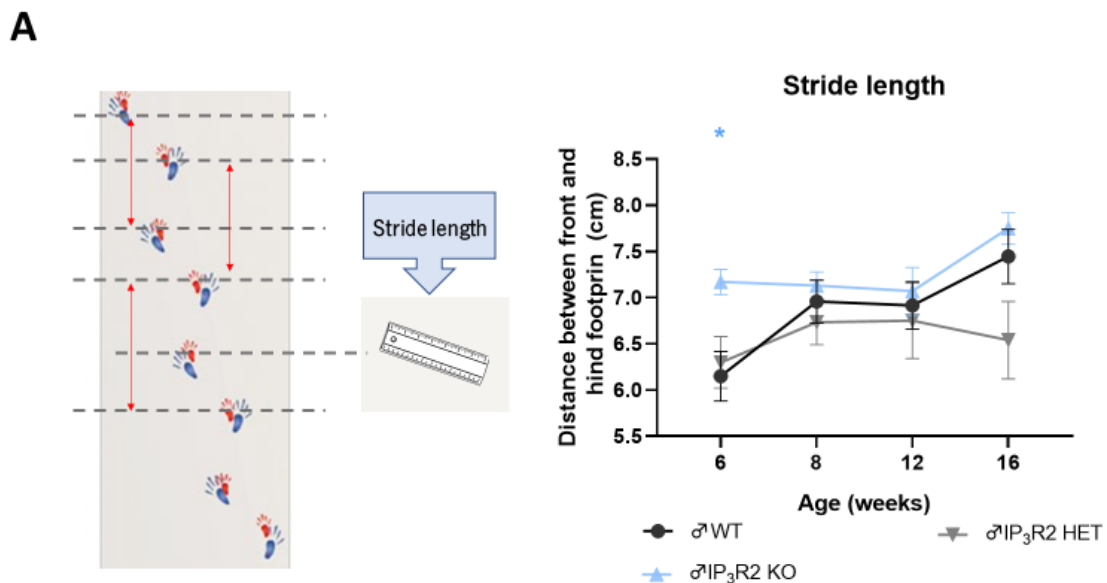 A
Stride length
Stride length
*
Distance between front and
hind footprin (cm)
8.5
8.0
7.5
7.0
6.5
6.0
5.5
6 8 12 16
Age (weeks)
♂WT
♂IP₃R2 HET
♂IP₃R2 KO